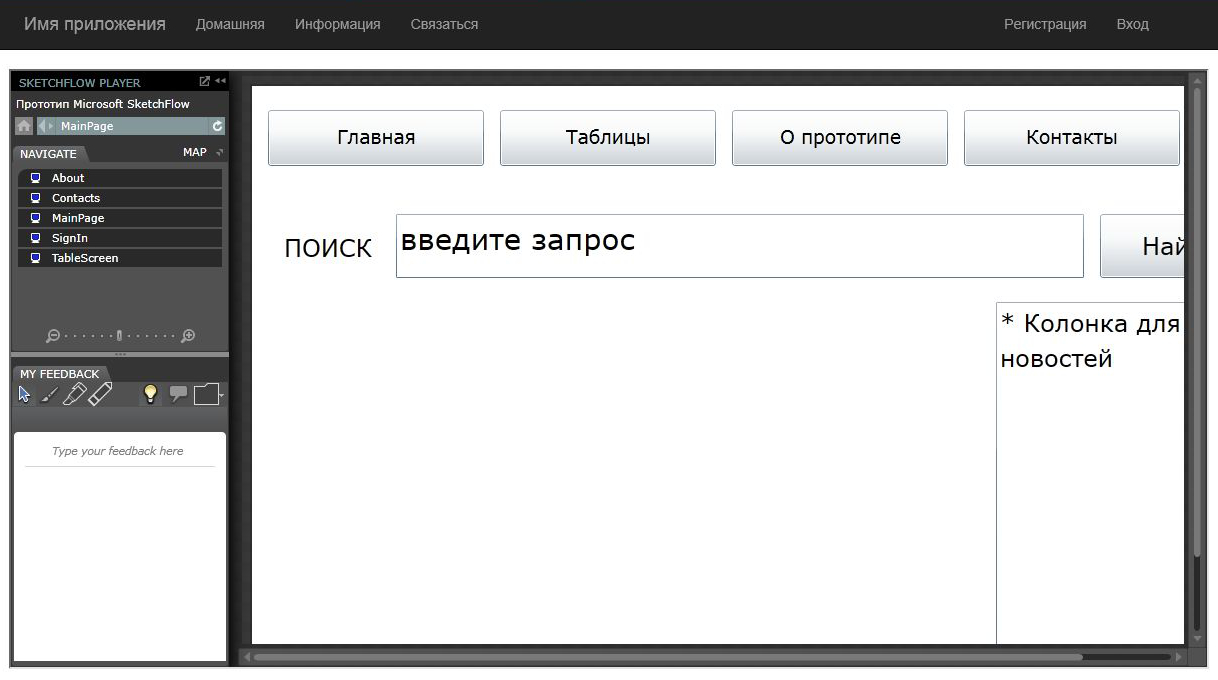 Имя приложения Домашняя Информация Связаться Регистрация Вход
SKETCHFLOW PLAYER
Прототип Microsoft SketchFlow
MainPage
NAVIGATE MAP
About
Contacts
MainPage
SignIn
TableScreen
MY FEEDBACK
Type your feedback here
Главная Таблицы О прототипе Контакты
ПОИСК введите запрос Най
* Колонка для
новостей